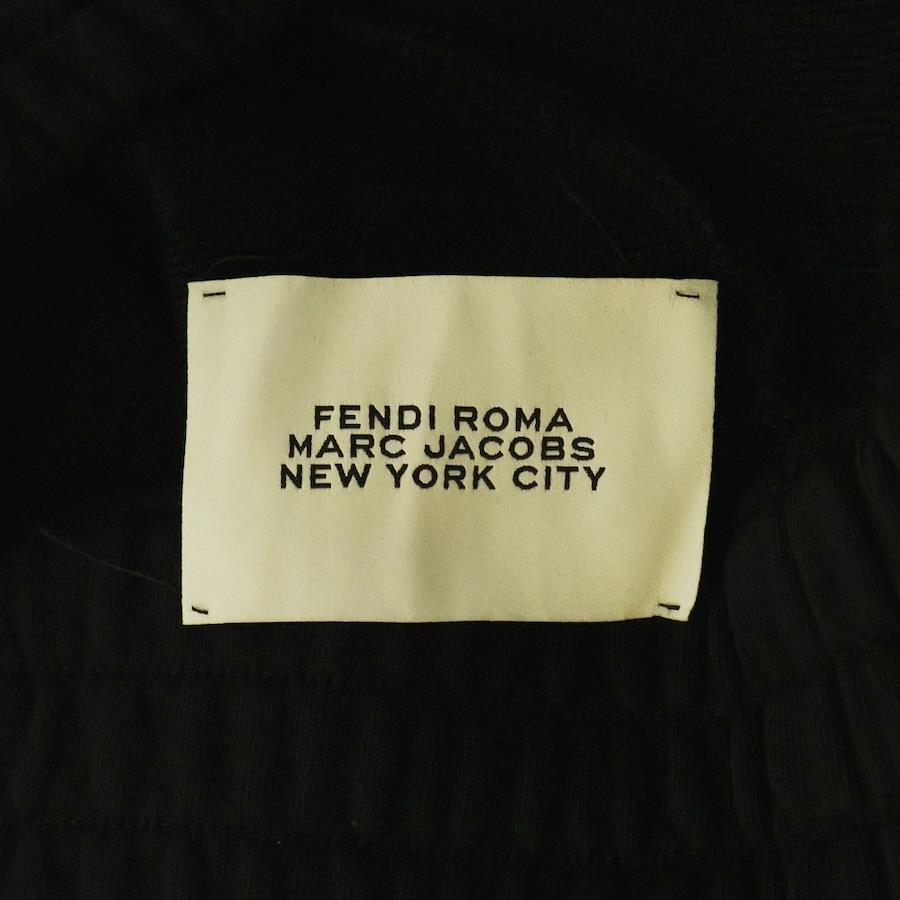 FENDI ROMA
MARC JACOBS
NEW YORK CITY